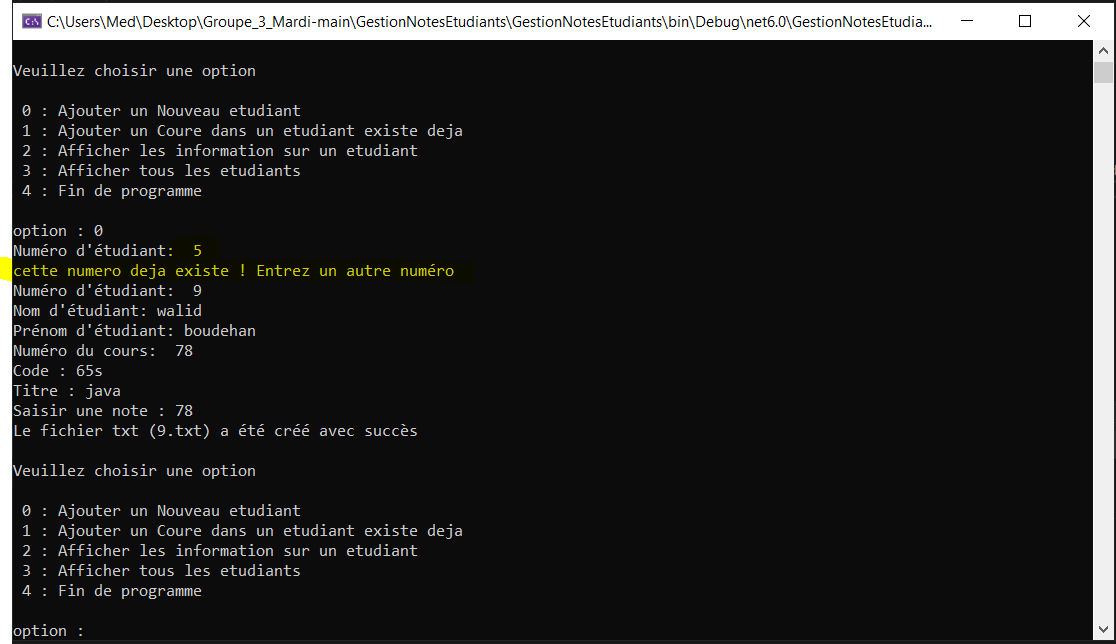 C:\Users\Med\Desktop\Groupe_3_Mardi-main\GestionNotesEtudiants\GestionNotesEtudiants\bin\Debug\net6.0\GestionNotesEtudia...
Veuillez choisir une option
0 : Ajouter un Nouveau etudiant
1 : Ajouter un Coure dans un etudiant existe deja
2 : Afficher les information sur un etudiant
3 : Afficher tous les etudiants
4 : Fin de programme
option : 0
Numéro d'étudiant:  5
cette numero deja existe ! Entrez un autre numéro
Numéro d'étudiant:  9
Nom d'étudiant: walid
Prénom d'étudiant: boudehan
Numéro du cours:  78
Code : 65s
Titre : java
Saisir une note : 78
Le fichier txt (9.txt) a été créé avec succès
Veuillez choisir une option
0 : Ajouter un Nouveau etudiant
1 : Ajouter un Coure dans un etudiant existe deja
2 : Afficher les information sur un etudiant
3 : Afficher tous les etudiants
4 : Fin de programme
option :